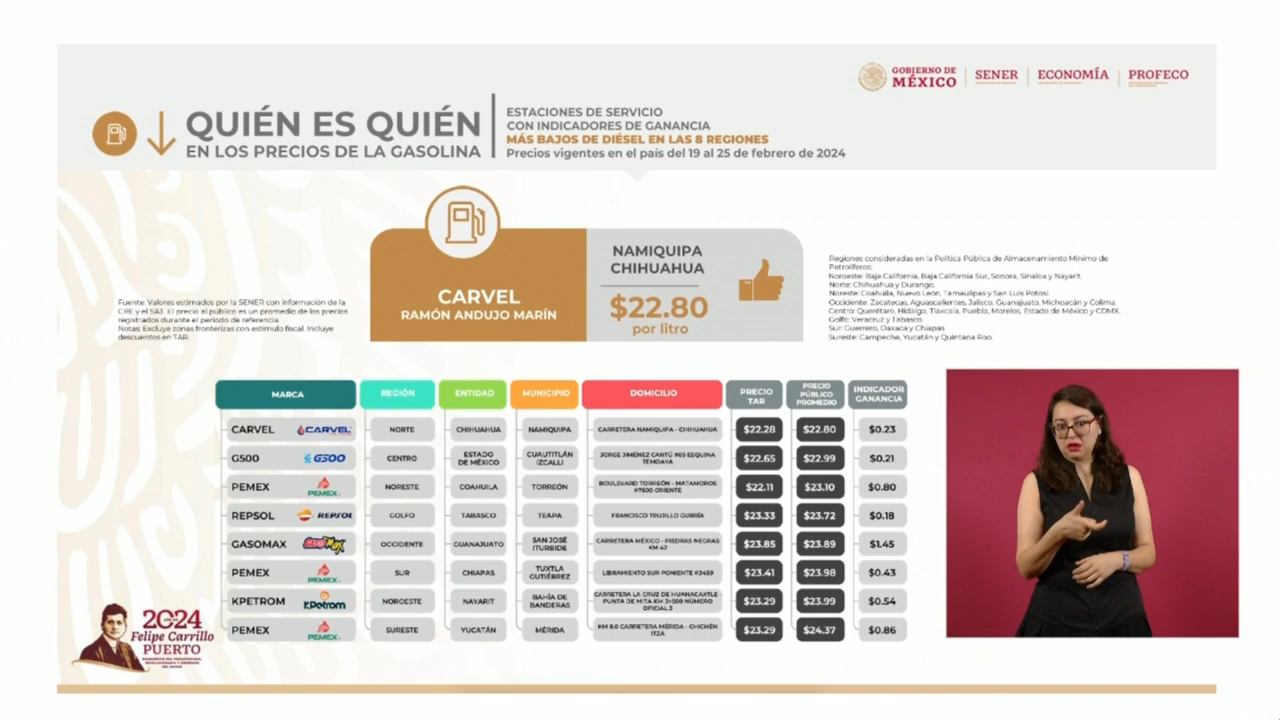 GOBIERNO DE
MÉXICO
SENER
ECONOMÍA
PROFECO
QUIÉN ES QUIÉN
EN LOS PRECIOS DE LA GASOLINA
ESTACIONES DE SERVICIO
CON INDICADORES DE GANANCIA
MÁS BAJOS DE DIÉSEL EN LAS 8 REGIONES
Precios vigentes en el país del 19 al 25 de febrero de 2024
CARVEL
RAMÓN ANDUJO MARÍN
NAMIQUIPA
CHIHUAHUA
$22.80
por litro
Fuente: Valores estimados por la SENER con información de la
CRE y el SAT. El precio al público es un promedio de los precios
registrados durante el periodo de referencia.
Notas: Excluye zonas fronterizas con estímulo fiscal. Incluye
descuentos en TAR.
Regiones consideradas en la Política Pública de Almacenamiento Mínimo de
Petrolíferos:
Noroeste: Baja California, Baja California Sur, Sonora, Sinaloa y Nayarit.
Norte: Chihuahua y Durango.
Noreste: Coahuila, Nuevo León, Tamaulipas y San Luis Potosí.
Occidente: Zacatecas, Aguascalientes, Jalisco, Guanajuato, Michoacán y Colima.
Centro: Querétaro, Hidalgo, Tlaxcala, Puebla, Morelos, Estado de México y CDMX.
Golfo: Veracruz y Tabasco.
Sur: Guerrero, Oaxaca y Chiapas
Sureste: Campeche, Yucatán y Quintana Roo.
MARCA REGIÓN ENTIDAD MUNICIPIO DOMICILIO PRECIO TAR PRECIO PÚBLICO PROMEDIO INDICADOR GANANCIA
CARVEL CARVEL NORTE CHIHUAHUA NAMIQUIPA CARRETERA NAMIQUIPA - CHIHUAHUA $22.28 $22.80 $0.23
G500 G500 CENTRO ESTADO DE MÉXICO CUAUTITLÁN IZCALLI JORGE JIMÉNEZ CANTÚ #69 ESQUINA TEMOAYA $22.65 $22.99 $0.21
PEMEX PEMEX NORESTE COAHUILA TORREÓN BOULEVARD TORREÓN - MATAMOROS #7500 ORIENTE $22.11 $23.10 $0.80
REPSOL REPSOL GOLFO TABASCO TEAPA FRANCISCO TRUJILLO GURRÍA $23.33 $23.72 $0.18
GASOMAX OCCIDENTE GUANAJUATO SAN JOSÉ ITURBIDE CARRETERA MÉXICO - PIEDRAS NEGRAS KM 42 $23.85 $23.89 $1.45
PEMEX PEMEX SUR CHIAPAS TUXTLA GUTIÉRREZ LIBRAMIENTO SUR PONIENTE #3459 $23.41 $23.98 $0.43
KPETROM KPetrom NOROESTE NAYARIT BAHÍA DE BANDERAS CARRETERA LA CRUZ DE HUANACAXTLE - PUNTA DE MITA KM 3+500 NÚMERO OFICIAL 3 $23.29 $23.99 $0.54
PEMEX PEMEX SURESTE YUCATÁN MÉRIDA KM 8.0 CARRETERA MÉRIDA - CHICHÉN ITZÁ $23.29 $24.37 $0.86
2024
Felipe Carrillo
PUERTO